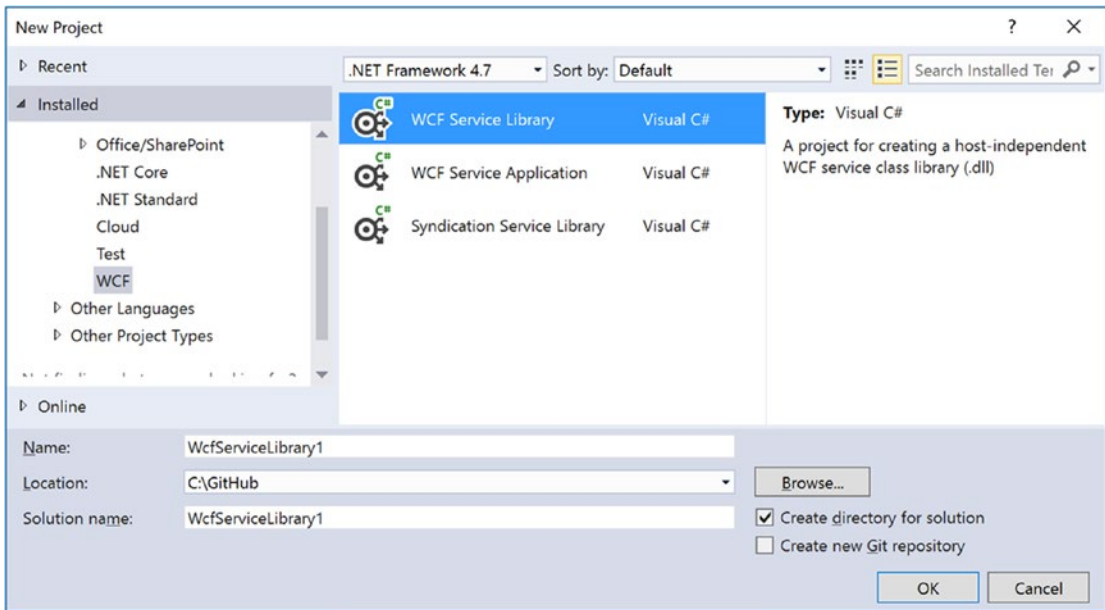 New Project
?
Recent
.NET Framework 4.7
Sort by: Default
Search Installed Ter
Installed
Office/SharePoint
.NET Core
.NET Standard
Cloud
Test
WCF
Other Languages
Other Project Types
Online
C#
WCF Service Library Visual C#
C#
WCF Service Application Visual C#
C#
Syndication Service Library Visual C#
Type: Visual C#
A project for creating a host-independent
WCF service class library (.dll)
Name: WcfServiceLibrary1
Location: C:\GitHub
Browse...
Solution name: WcfServiceLibrary1
Create directory for solution
Create new Git repository
OK Cancel